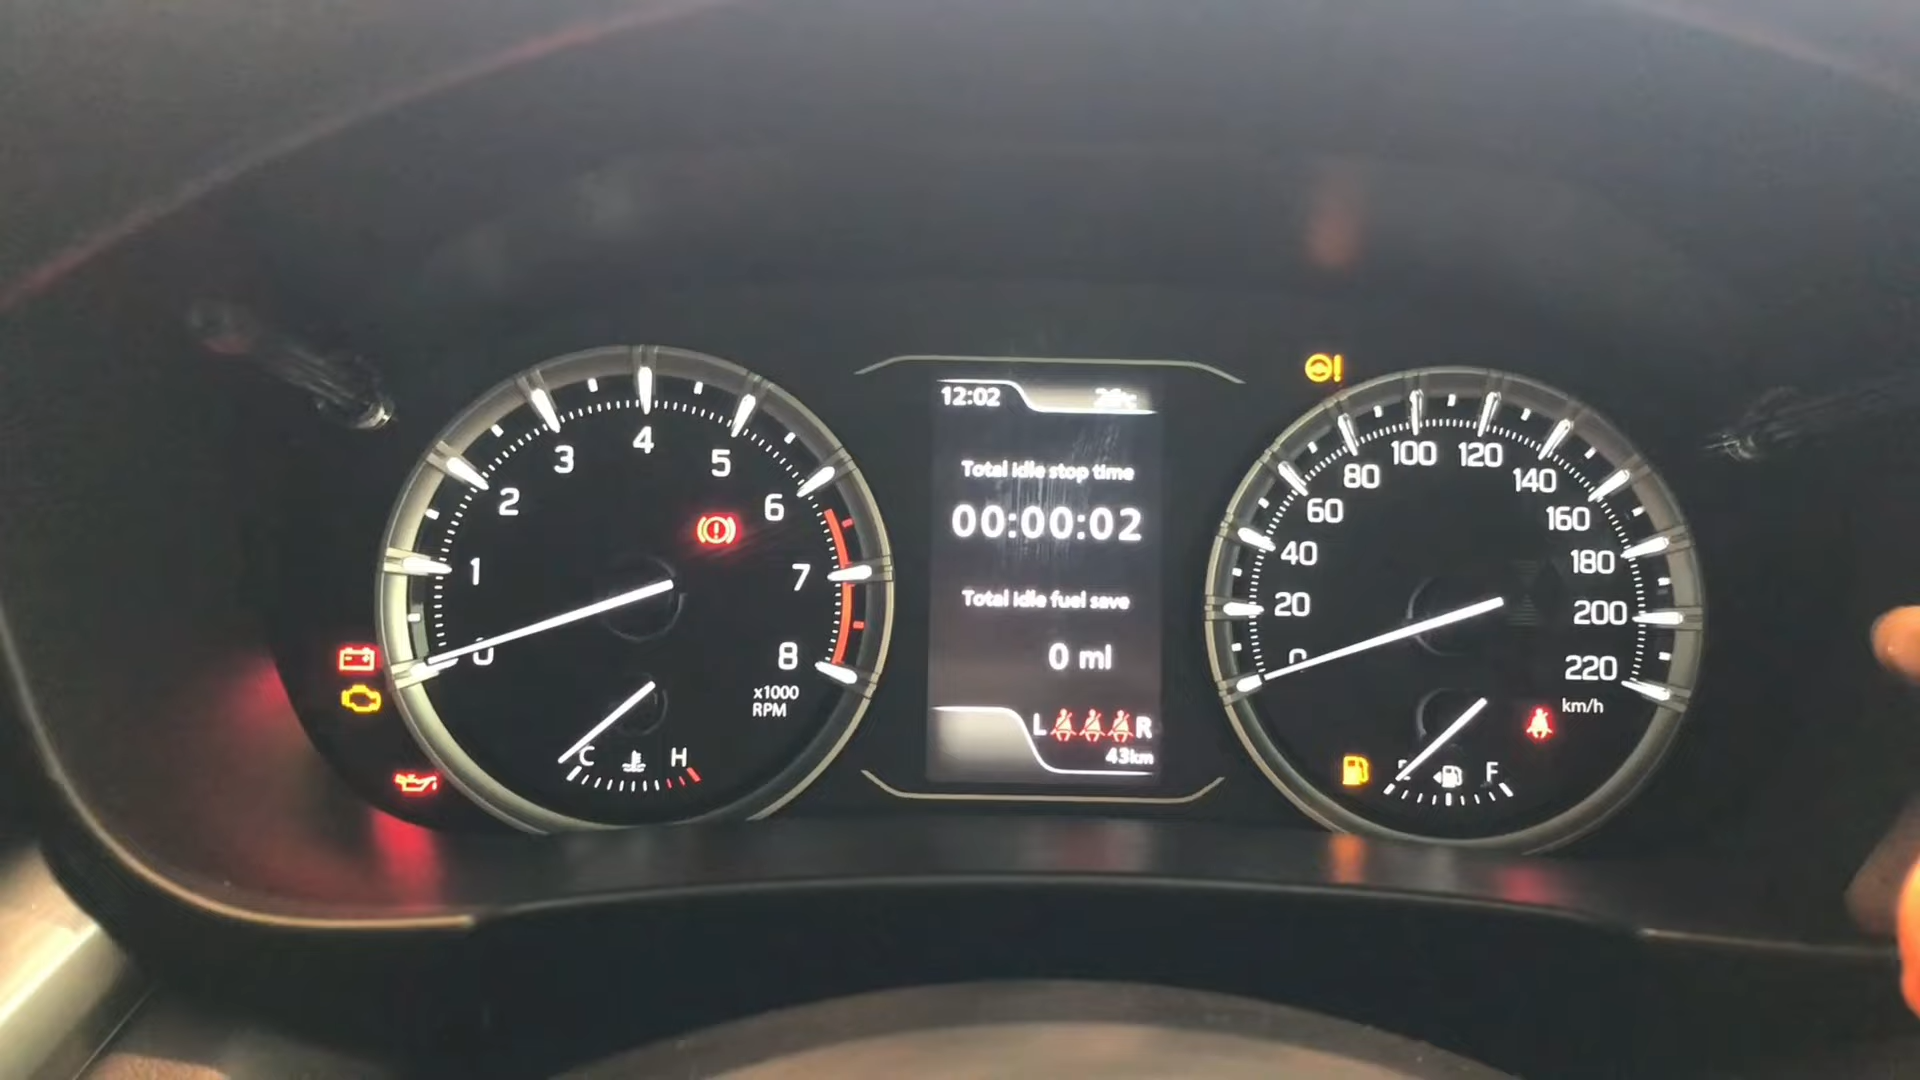 0
1
2
3
4
5
6
7
8
x1000
RPM
C
H
12:02
Total idle stop time
00:00:02
Total idle fuel save
0 ml
L
R
43km
0
20
40
60
80
100
120
140
160
180
200
220
km/h
E
F